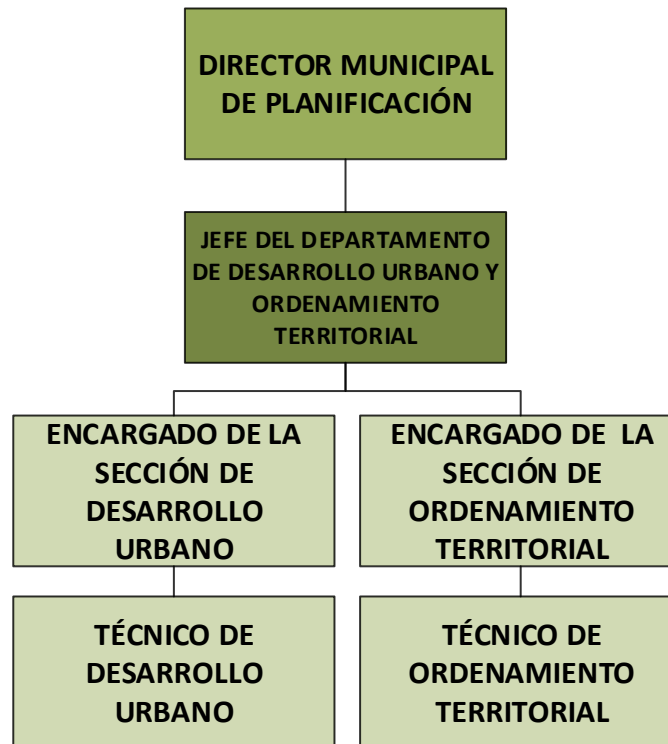 DIRECTOR MUNICIPAL
DE PLANIFICACIÓN
JEFE DEL DEPARTAMENTO
DE DESARROLLO URBANO Y
ORDENAMIENTO
TERRITORIAL
ENCARGADO DE LA
SECCIÓN DE
DESARROLLO
URBANO
ENCARGADO DE LA
SECCIÓN DE
ORDENAMIENTO
TERRITORIAL
TÉCNICO DE
DESARROLLO
URBANO
TÉCNICO DE
ORDENAMIENTO
TERRITORIAL